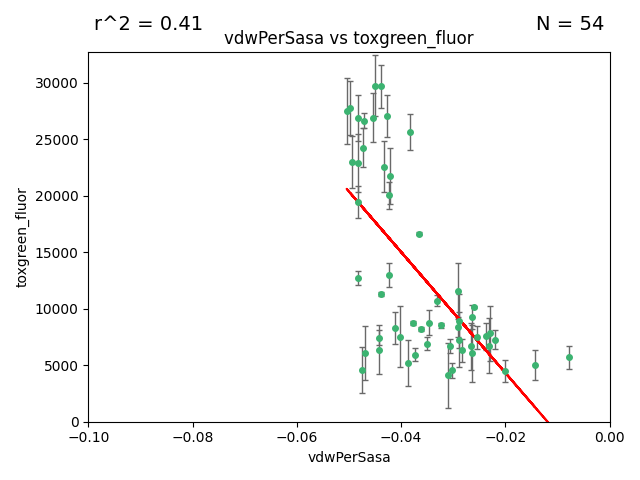 r^2 = 0.41
N = 54
vdwPerSasa vs toxgreen_fluor
30000
25000
20000
15000
10000
5000
0
toxgreen_fluor
−0.10
−0.08
−0.06
−0.04
−0.02
0.00
vdwPerSasa